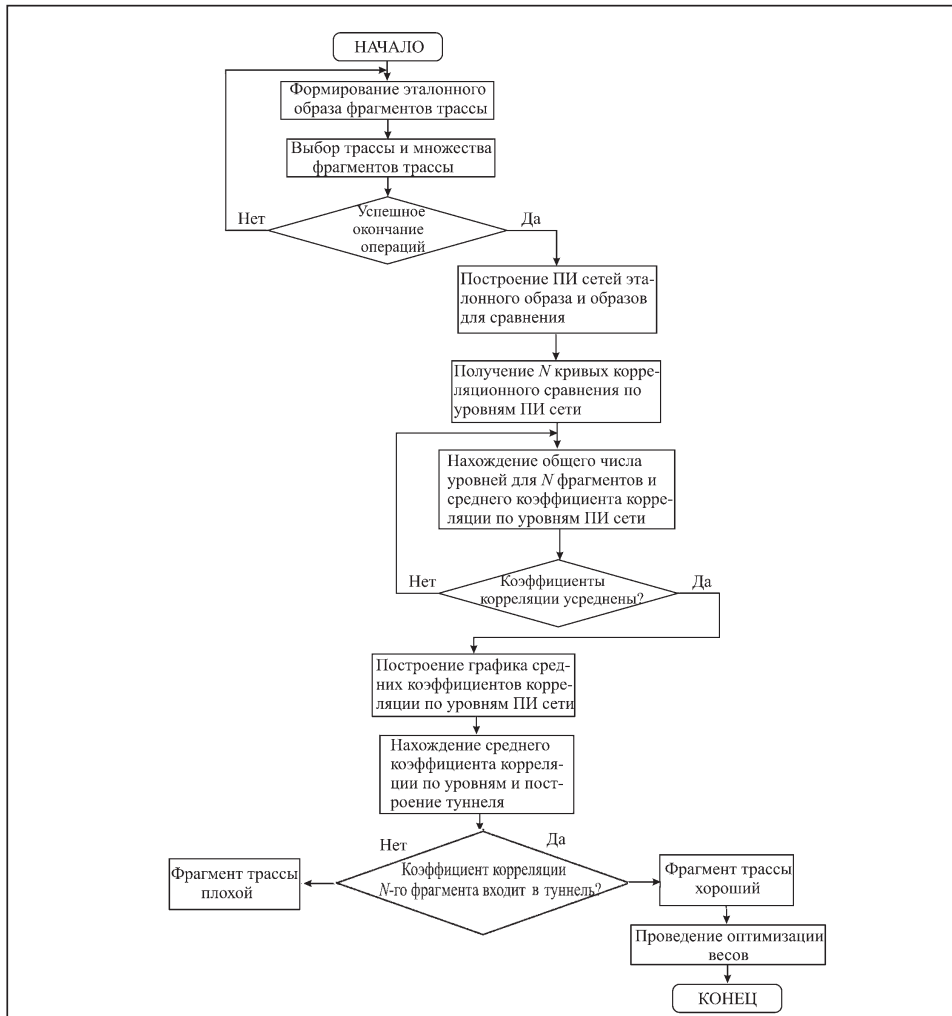 НАЧАЛО
Формирование эталонного
образа фрагментов трассы
Выбор трассы и множества
фрагментов трассы
Нет
Успешное
окончание
операций
Да
Построение ПИ сетей эта-
лонного образа и образов
для сравнения
Получение N кривых корре-
ляционного сравнения по
уровням ПИ сети
Нахождение общего числа
уровней для N фрагментов и
среднего коэффициента корре-
ляции по уровням ПИ сети
Нет
Коэффициенты
корреляции усреднены?
Да
Построение графика сред-
них коэффициентов корре-
ляции по уровням ПИ сети
Нахождение среднего
коэффициента корреля-
ции по уровням и пост-
роение туннеля
Нет
Да
Коэффициент корреляции
N-го фрагмента входит в туннель?
Фрагмент трассы
плохой
Фрагмент трассы
хороший
Проведение оптимизации
весов
КОНЕЦ